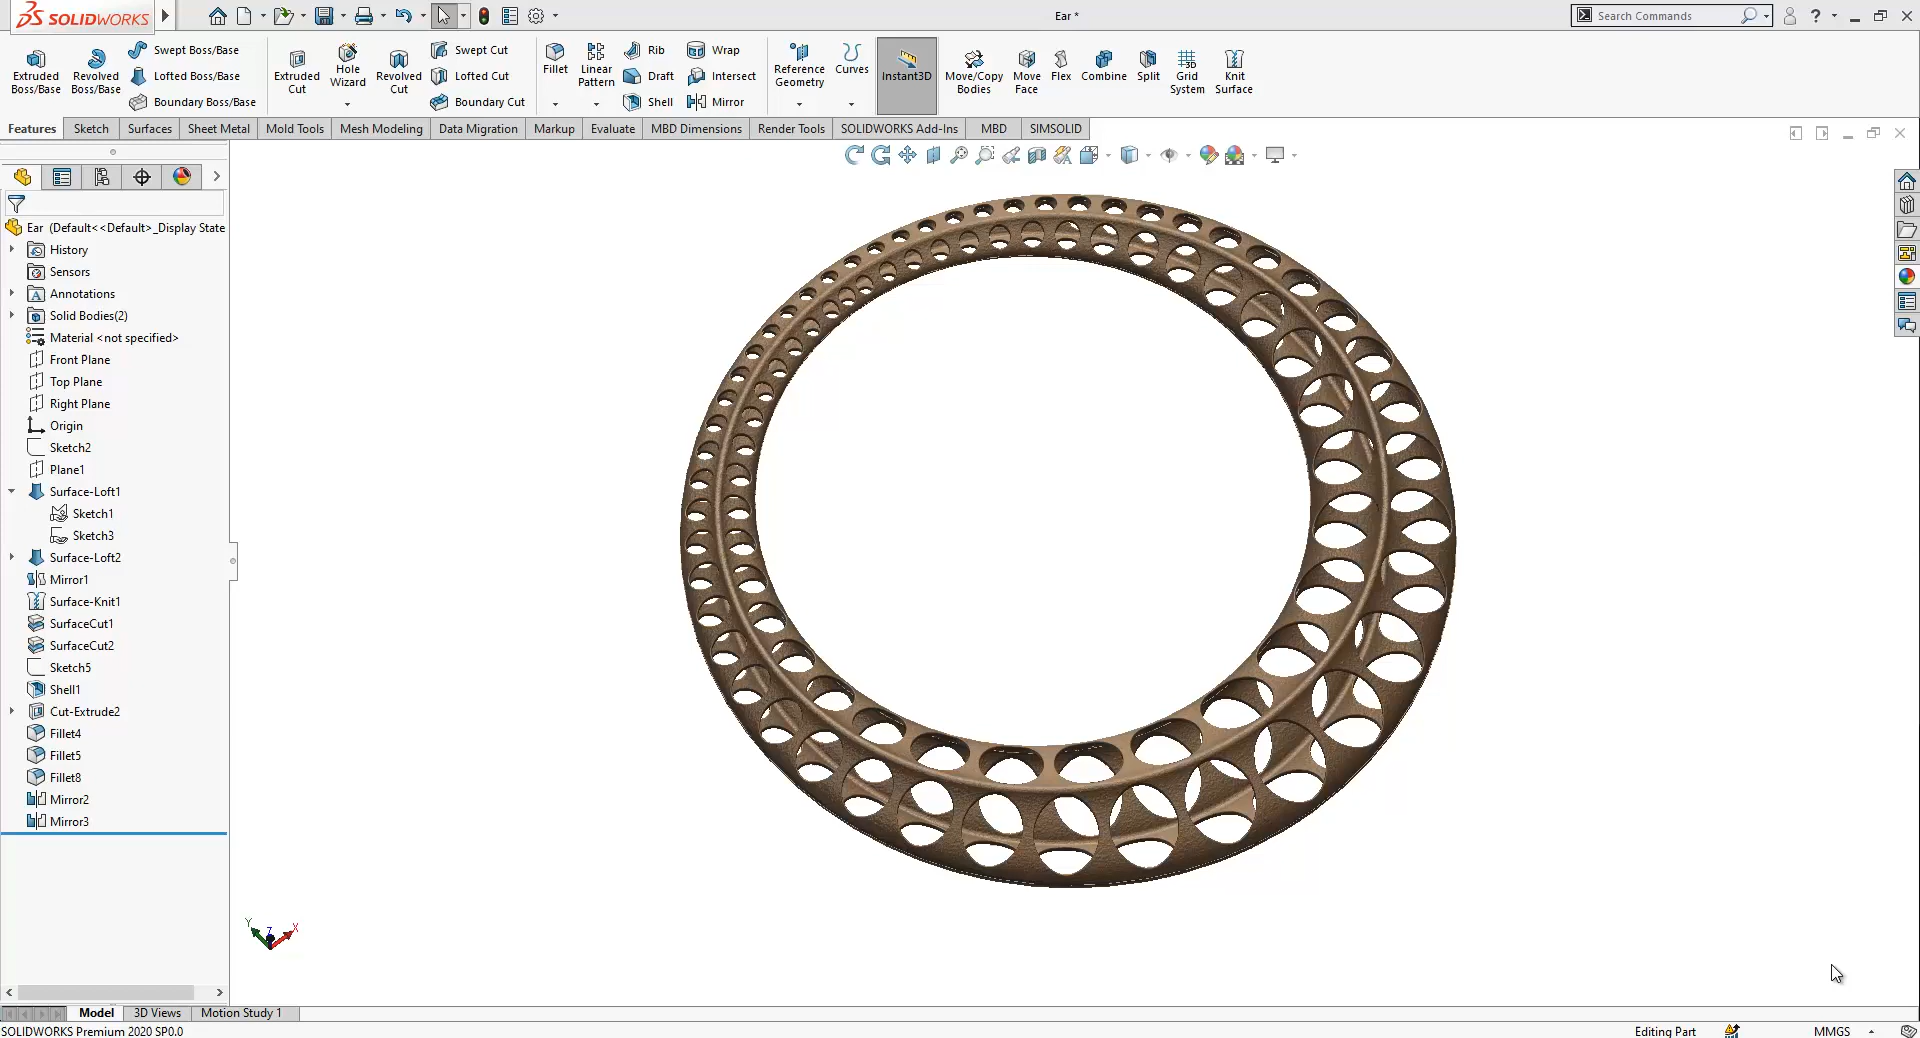 SOLIDWORKS
Ear *
Search Commands
Extruded Boss/Base
Revolved Boss/Base
Swept Boss/Base
Lofted Boss/Base
Boundary Boss/Base
Extruded Cut
Hole Wizard
Revolved Cut
Swept Cut
Lofted Cut
Boundary Cut
Fillet
Linear Pattern
Rib
Draft
Shell
Wrap
Intersect
Mirror
Reference Geometry
Curves
Instant3D
Move/Copy Bodies
Move Face
Flex
Combine
Split
Grid System
Knit Surface
Features
Sketch
Surfaces
Sheet Metal
Mold Tools
Mesh Modeling
Data Migration
Markup
Evaluate
MBD Dimensions
Render Tools
SOLIDWORKS Add-Ins
MBD
SIMSOLID
Ear (Default<<Default>_Display State
History
Sensors
Annotations
Solid Bodies(2)
Material <not specified>
Front Plane
Top Plane
Right Plane
Origin
Sketch2
Plane1
Surface-Loft1
Sketch1
Sketch3
Surface-Loft2
Mirror1
Surface-Knit1
SurfaceCut1
SurfaceCut2
Sketch5
Shell1
Cut-Extrude2
Fillet4
Fillet5
Fillet8
Mirror2
Mirror3
Y
Z
X
Model
3D Views
Motion Study 1
SOLIDWORKS Premium 2020 SP0.0
Editing Part
MMGS